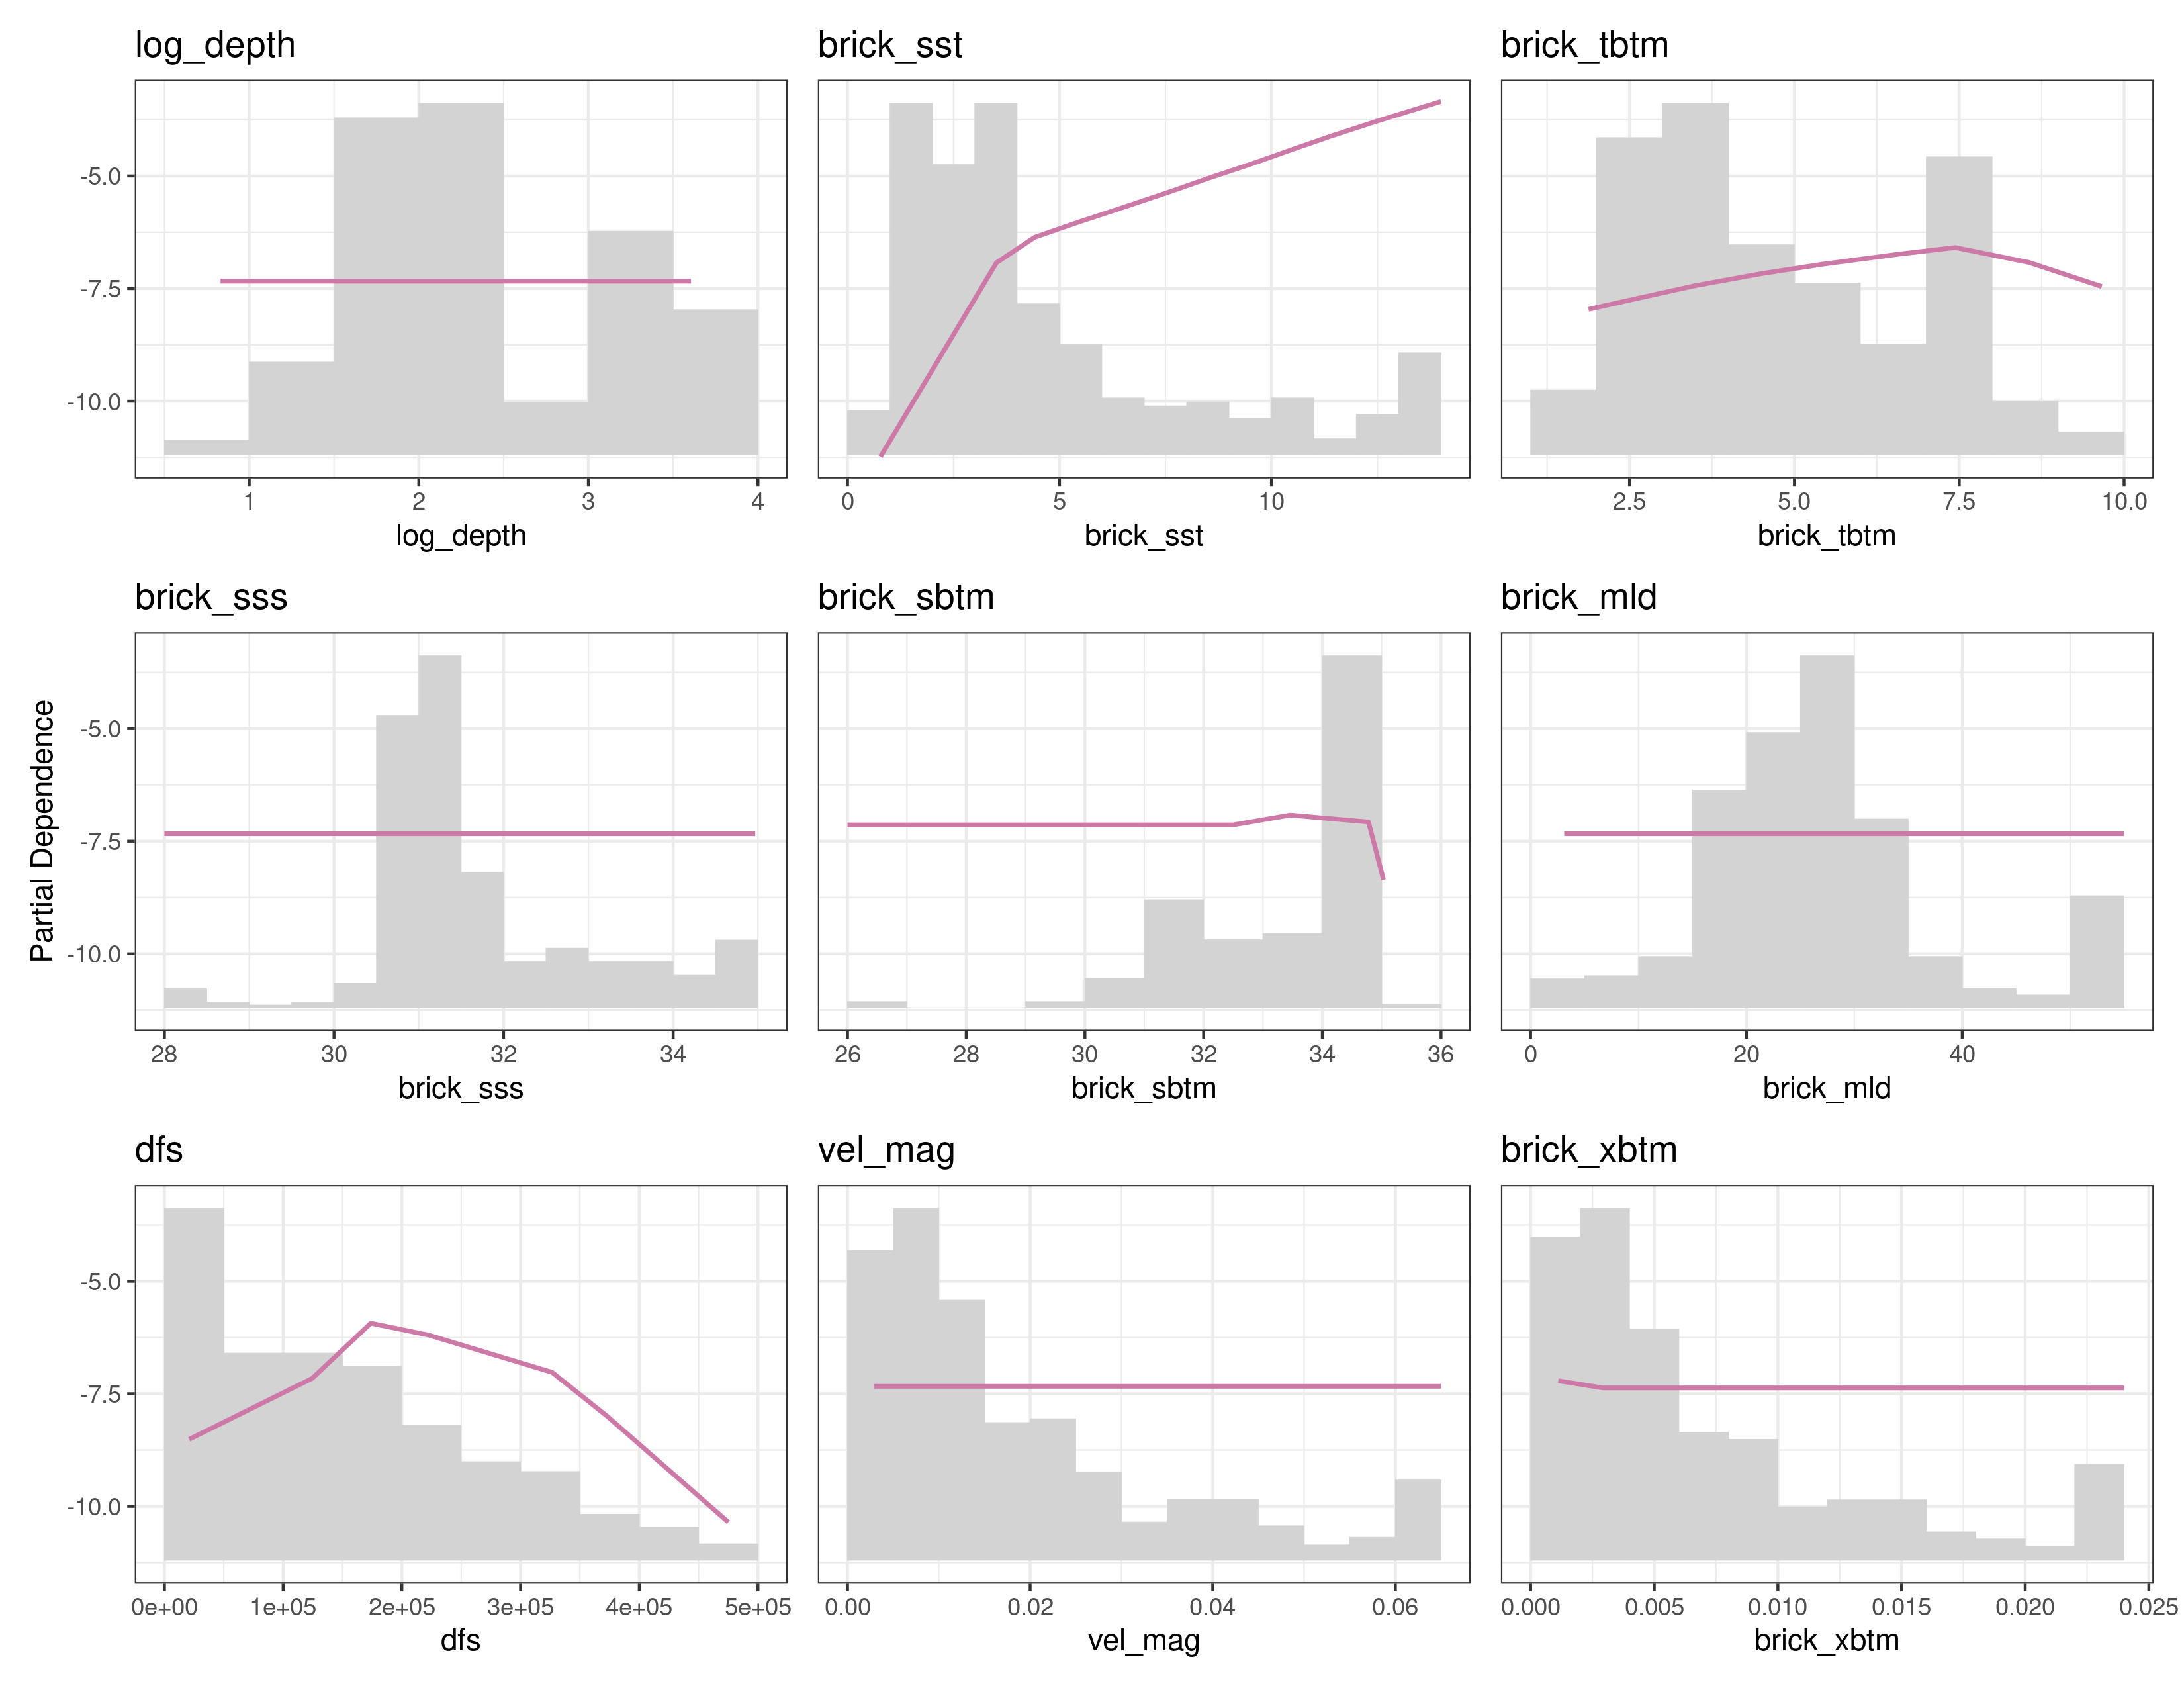 log_depth
brick_sst
brick_tbtm
-5.0
-7.5
-10.0
1 2 3 4
0 5 10
2.5 5.0 7.5 10.0
log_depth
brick_sst
brick_tbtm
brick_sss
brick_sbtm
brick_mld
Partial Dependence
-5.0
-7.5
-10.0
28 30 32 34
26 28 30 32 34 36
0 20 40
brick_sss
brick_sbtm
brick_mld
dfs
vel_mag
brick_xbtm
-5.0
-7.5
-10.0
0e+00 1e+05 2e+05 3e+05 4e+05 5e+05
0.00 0.02 0.04 0.06
0.000 0.005 0.010 0.015 0.020 0.025
dfs
vel_mag
brick_xbtm